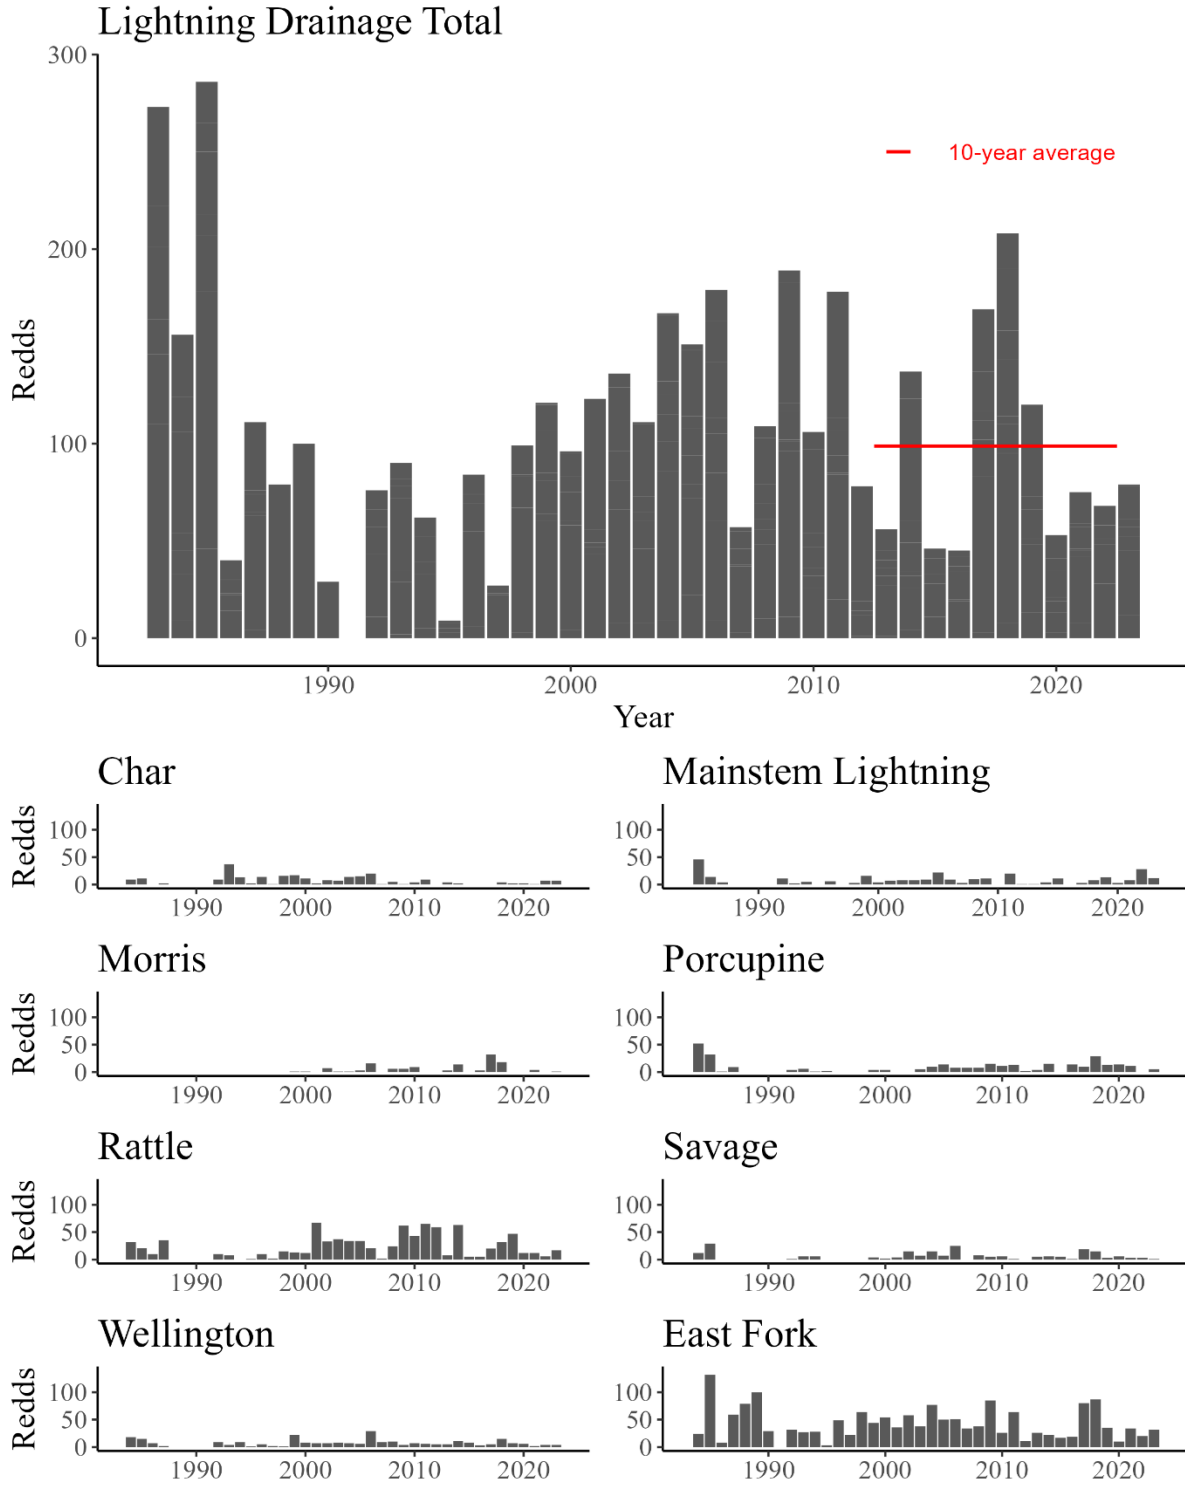 Lightning Drainage Total
300
200
100
0
Redds
10-year average
1990 2000 2010 2020
Year
Char
Redds
100
50
0
1990 2000 2010 2020
Mainstem Lightning
100
50
0
1990 2000 2010 2020
Morris
Redds
100
50
0
1990 2000 2010 2020
Porcupine
100
50
0
1990 2000 2010 2020
Rattle
Redds
100
50
0
1990 2000 2010 2020
Savage
100
50
0
1990 2000 2010 2020
Wellington
Redds
100
50
0
1990 2000 2010 2020
East Fork
100
50
0
1990 2000 2010 2020